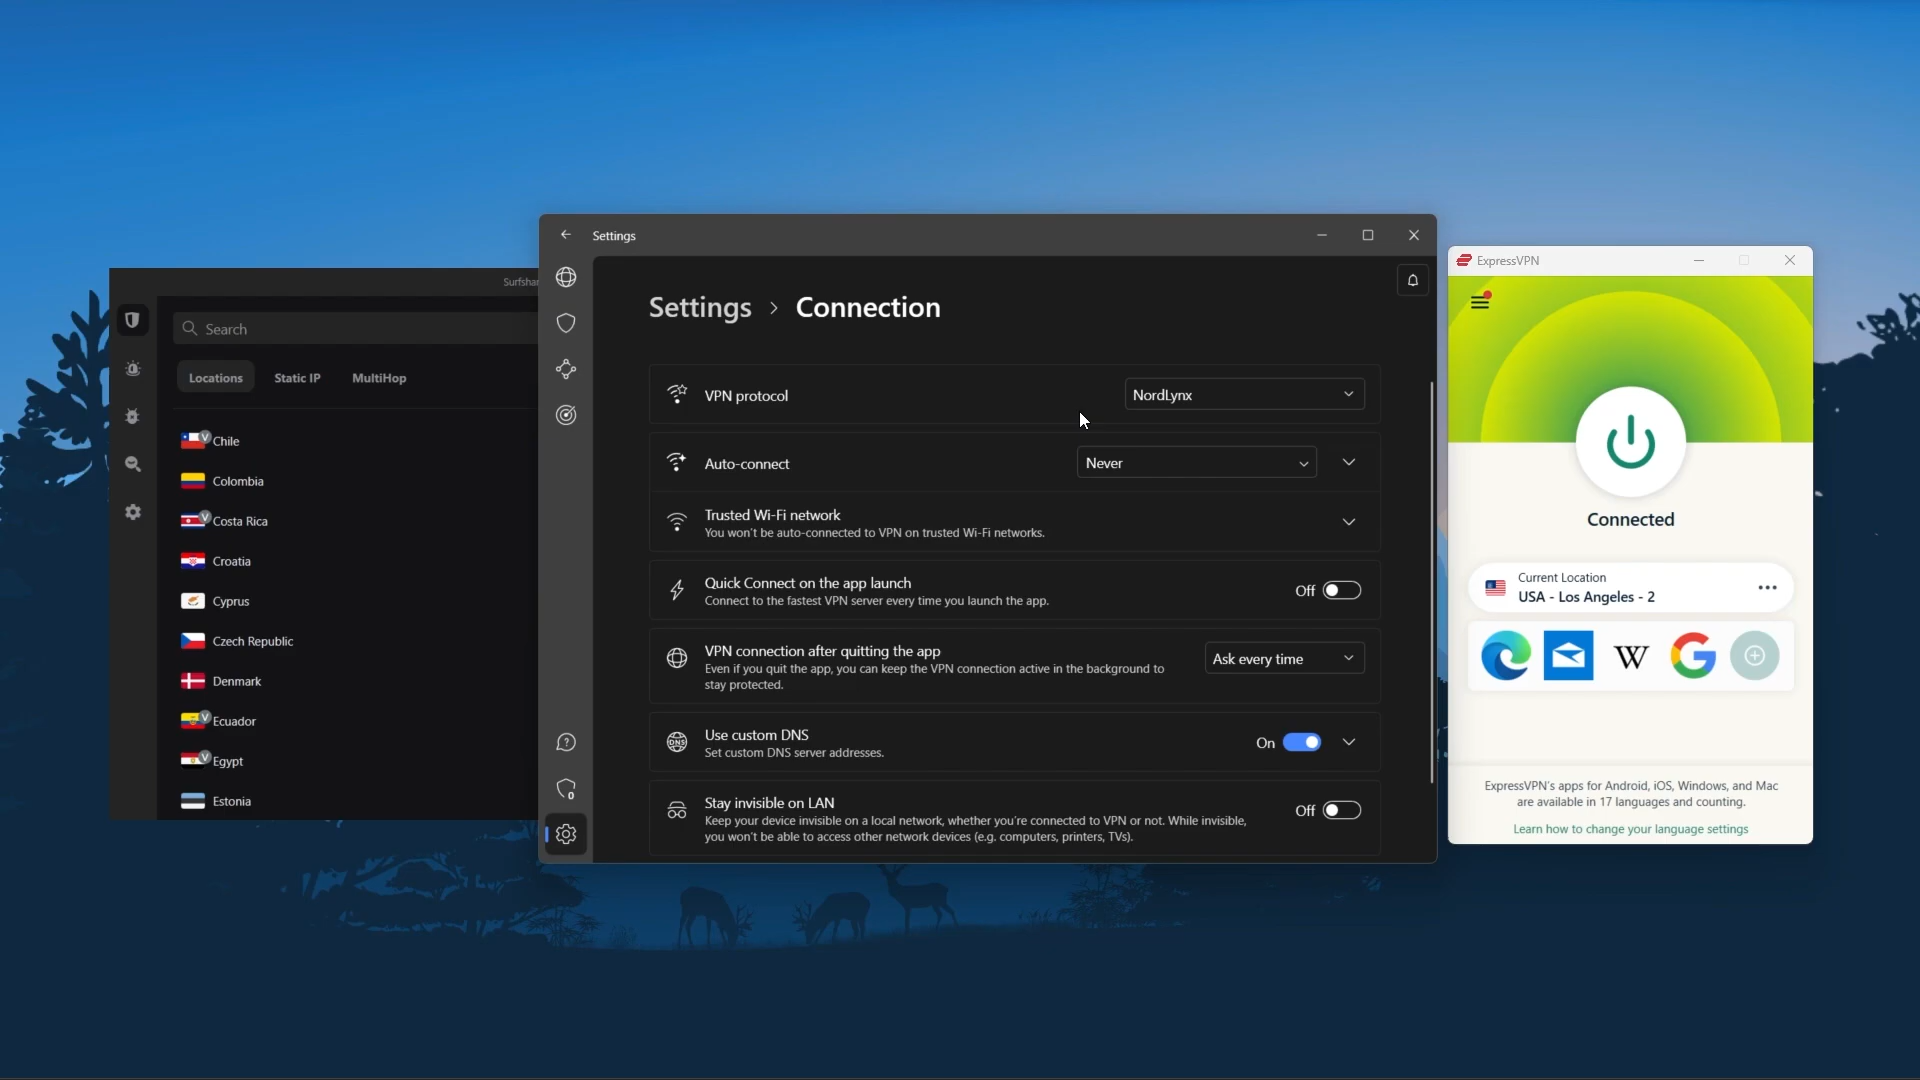 Search
Locations
Static IP
MultiHop
V Chile
Colombia
V Costa Rica
Croatia
Cyprus
Czech Republic
Denmark
V Ecuador
V Egypt
Estonia
Settings
Settings > Connection
VPN protocol
NordLynx
Auto-connect
Never
Trusted Wi-Fi network
You won't be auto-connected to VPN on trusted Wi-Fi networks.
Quick Connect on the app launch
Connect to the fastest VPN server every time you launch the app.
Off
VPN connection after quitting the app
Even if you quit the app, you can keep the VPN connection active in the background to
stay protected.
Ask every time
DNS
Use custom DNS
Set custom DNS server addresses.
On
Stay invisible on LAN
Keep your device invisible on a local network, whether you're connected to VPN or not. While invisible,
you won't be able to access other network devices (e.g. computers, printers, TVs).
Off
ExpressVPN
Connected
Current Location
USA - Los Angeles - 2
W
G
ExpressVPN's apps for Android, iOS, Windows, and Mac
are available in 17 languages and counting.
Learn how to change your language settings